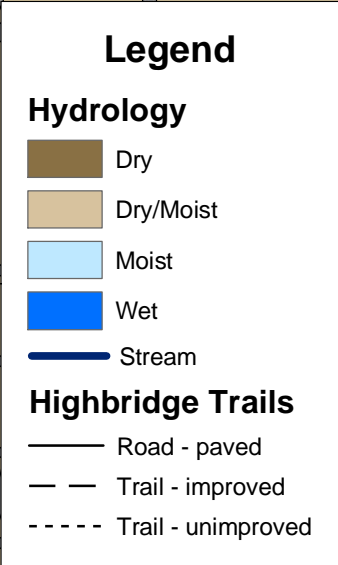 Legend
Hydrology
Dry
Dry/Moist
Moist
Wet
Stream
Highbridge Trails
Road - paved
Trail - improved
Trail - unimproved